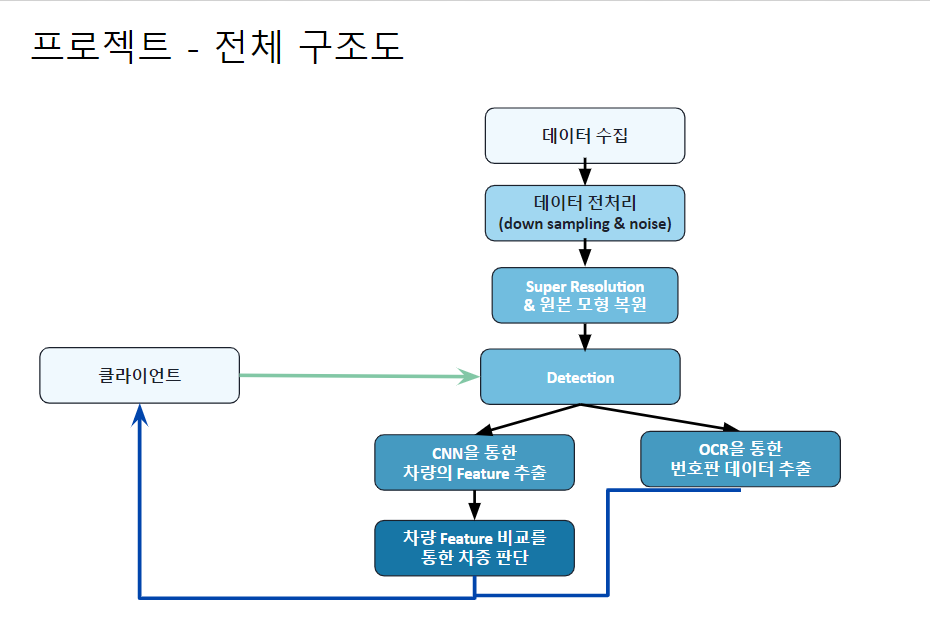 프로젝트 - 전체 구조도
데이터 수집
데이터 전처리
(down sampling & noise)
Super Resolution
& 원본 모형 복원
클라이언트
Detection
CNN을 통한
차량의 Feature 추출
OCR을 통한
번호판 데이터 추출
차량 Feature 비교를
통한 차종 판단